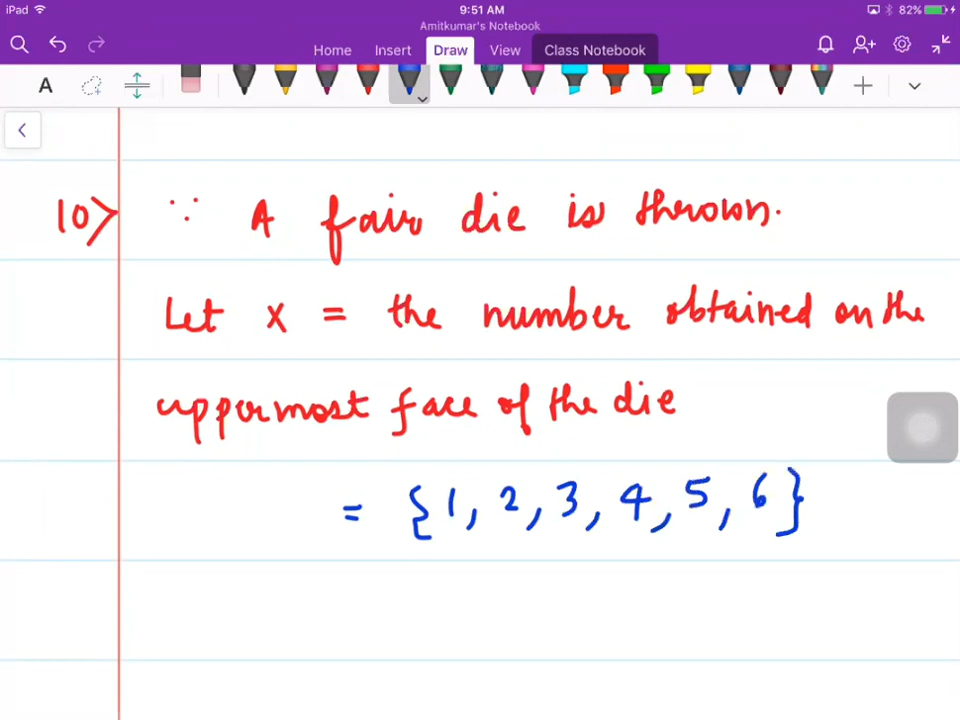 iPad 9:51 AM 82%
Amitkumar's Notebook
Home Insert Draw View Class Notebook
A
10> ∵ A fair die is thrown.
Let x = the number obtained on the
uppermost face of the die
= {1, 2, 3, 4, 5, 6}